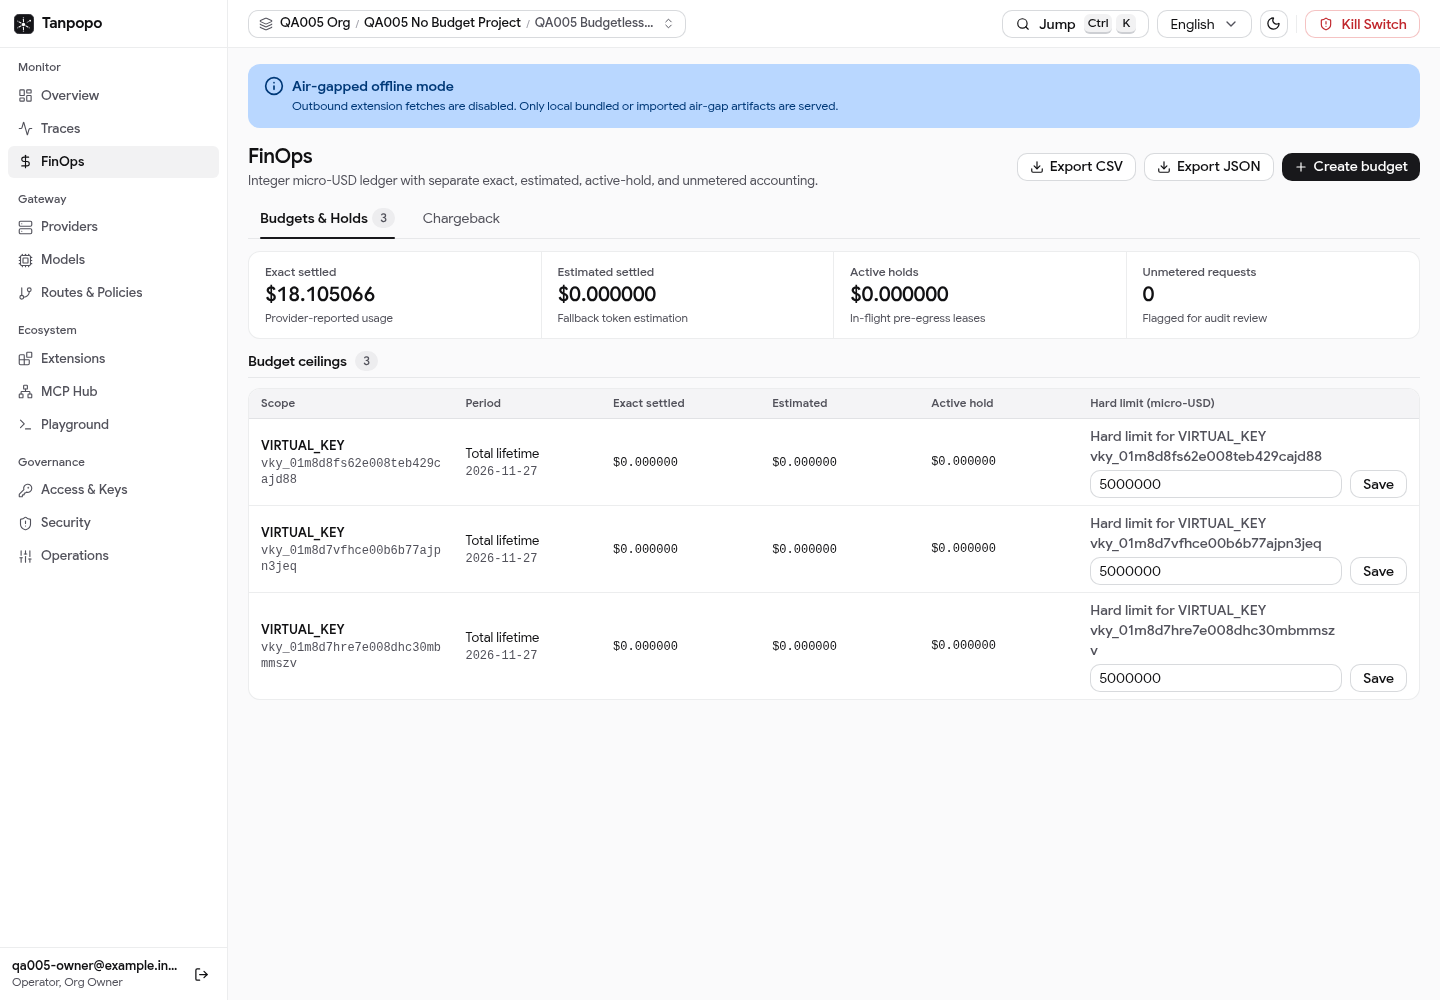 Tanpopo
QA005 Org / QA005 No Budget Project / QA005 Budgetless...
Jump Ctrl K
English
Kill Switch
Monitor
Overview
Traces
FinOps
Gateway
Providers
Models
Routes & Policies
Ecosystem
Extensions
MCP Hub
Playground
Governance
Access & Keys
Security
Operations
qa005-owner@example.in...
Operator, Org Owner
Air-gapped offline mode
Outbound extension fetches are disabled. Only local bundled or imported air-gap artifacts are served.
FinOps
Integer micro-USD ledger with separate exact, estimated, active-hold, and unmetered accounting.
Export CSV
Export JSON
Create budget
Budgets & Holds 3
Chargeback
Exact settled
$18.105066
Provider-reported usage
Estimated settled
$0.000000
Fallback token estimation
Active holds
$0.000000
In-flight pre-egress leases
Unmetered requests
0
Flagged for audit review
Budget ceilings 3
Scope Period Exact settled Estimated Active hold Hard limit (micro-USD)
VIRTUAL_KEY
vky_01m8d8fs62e008teb429c
ajd88
Total lifetime
2026-11-27
$0.000000
$0.000000
$0.000000
Hard limit for VIRTUAL_KEY
vky_01m8d8fs62e008teb429cajd88
5000000
Save
VIRTUAL_KEY
vky_01m8d7vfhce00b6b77ajp
n3jeq
Total lifetime
2026-11-27
$0.000000
$0.000000
$0.000000
Hard limit for VIRTUAL_KEY
vky_01m8d7vfhce00b6b77ajpn3jeq
5000000
Save
VIRTUAL_KEY
vky_01m8d7hre7e008dhc30mb
mmszv
Total lifetime
2026-11-27
$0.000000
$0.000000
$0.000000
Hard limit for VIRTUAL_KEY
vky_01m8d7hre7e008dhc30mbmmsz
v
5000000
Save